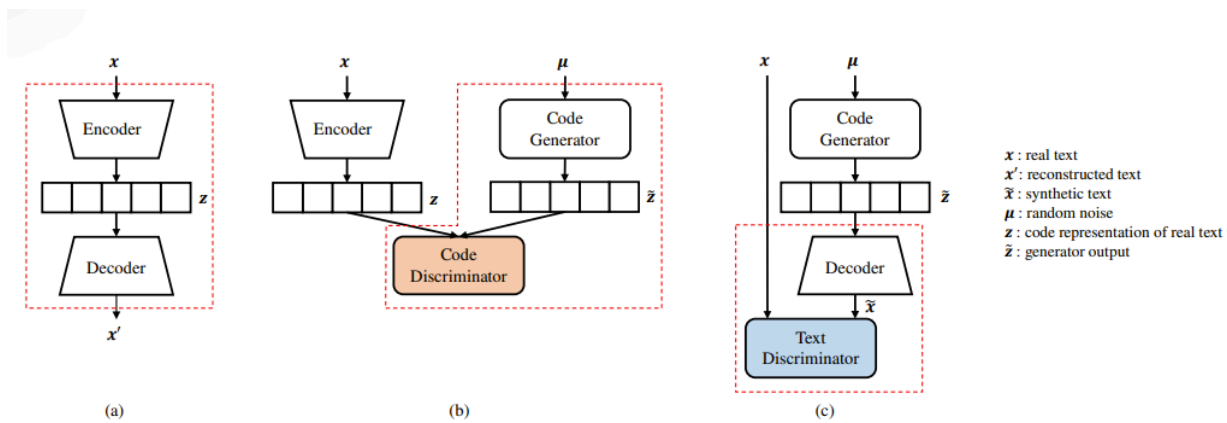 x
Encoder
z
Decoder
x′
(a)
x
μ
Encoder
Code
Generator
z
z̃
Code
Discriminator
(b)
x
μ
Code
Generator
z̃
Decoder
x̃
Text
Discriminator
(c)
x : real text
x′: reconstructed text
x̃ : synthetic text
μ : random noise
z : code representation of real text
z̃ : generator output